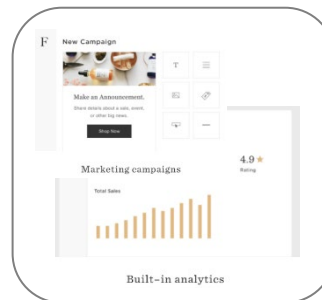 F New Campaign
T
Make an Announcement.
Share details about a sale, event,
or other big news.
Shop Now
Marketing campaigns
4.9 ★
Rating
Total Sales
Built-in analytics